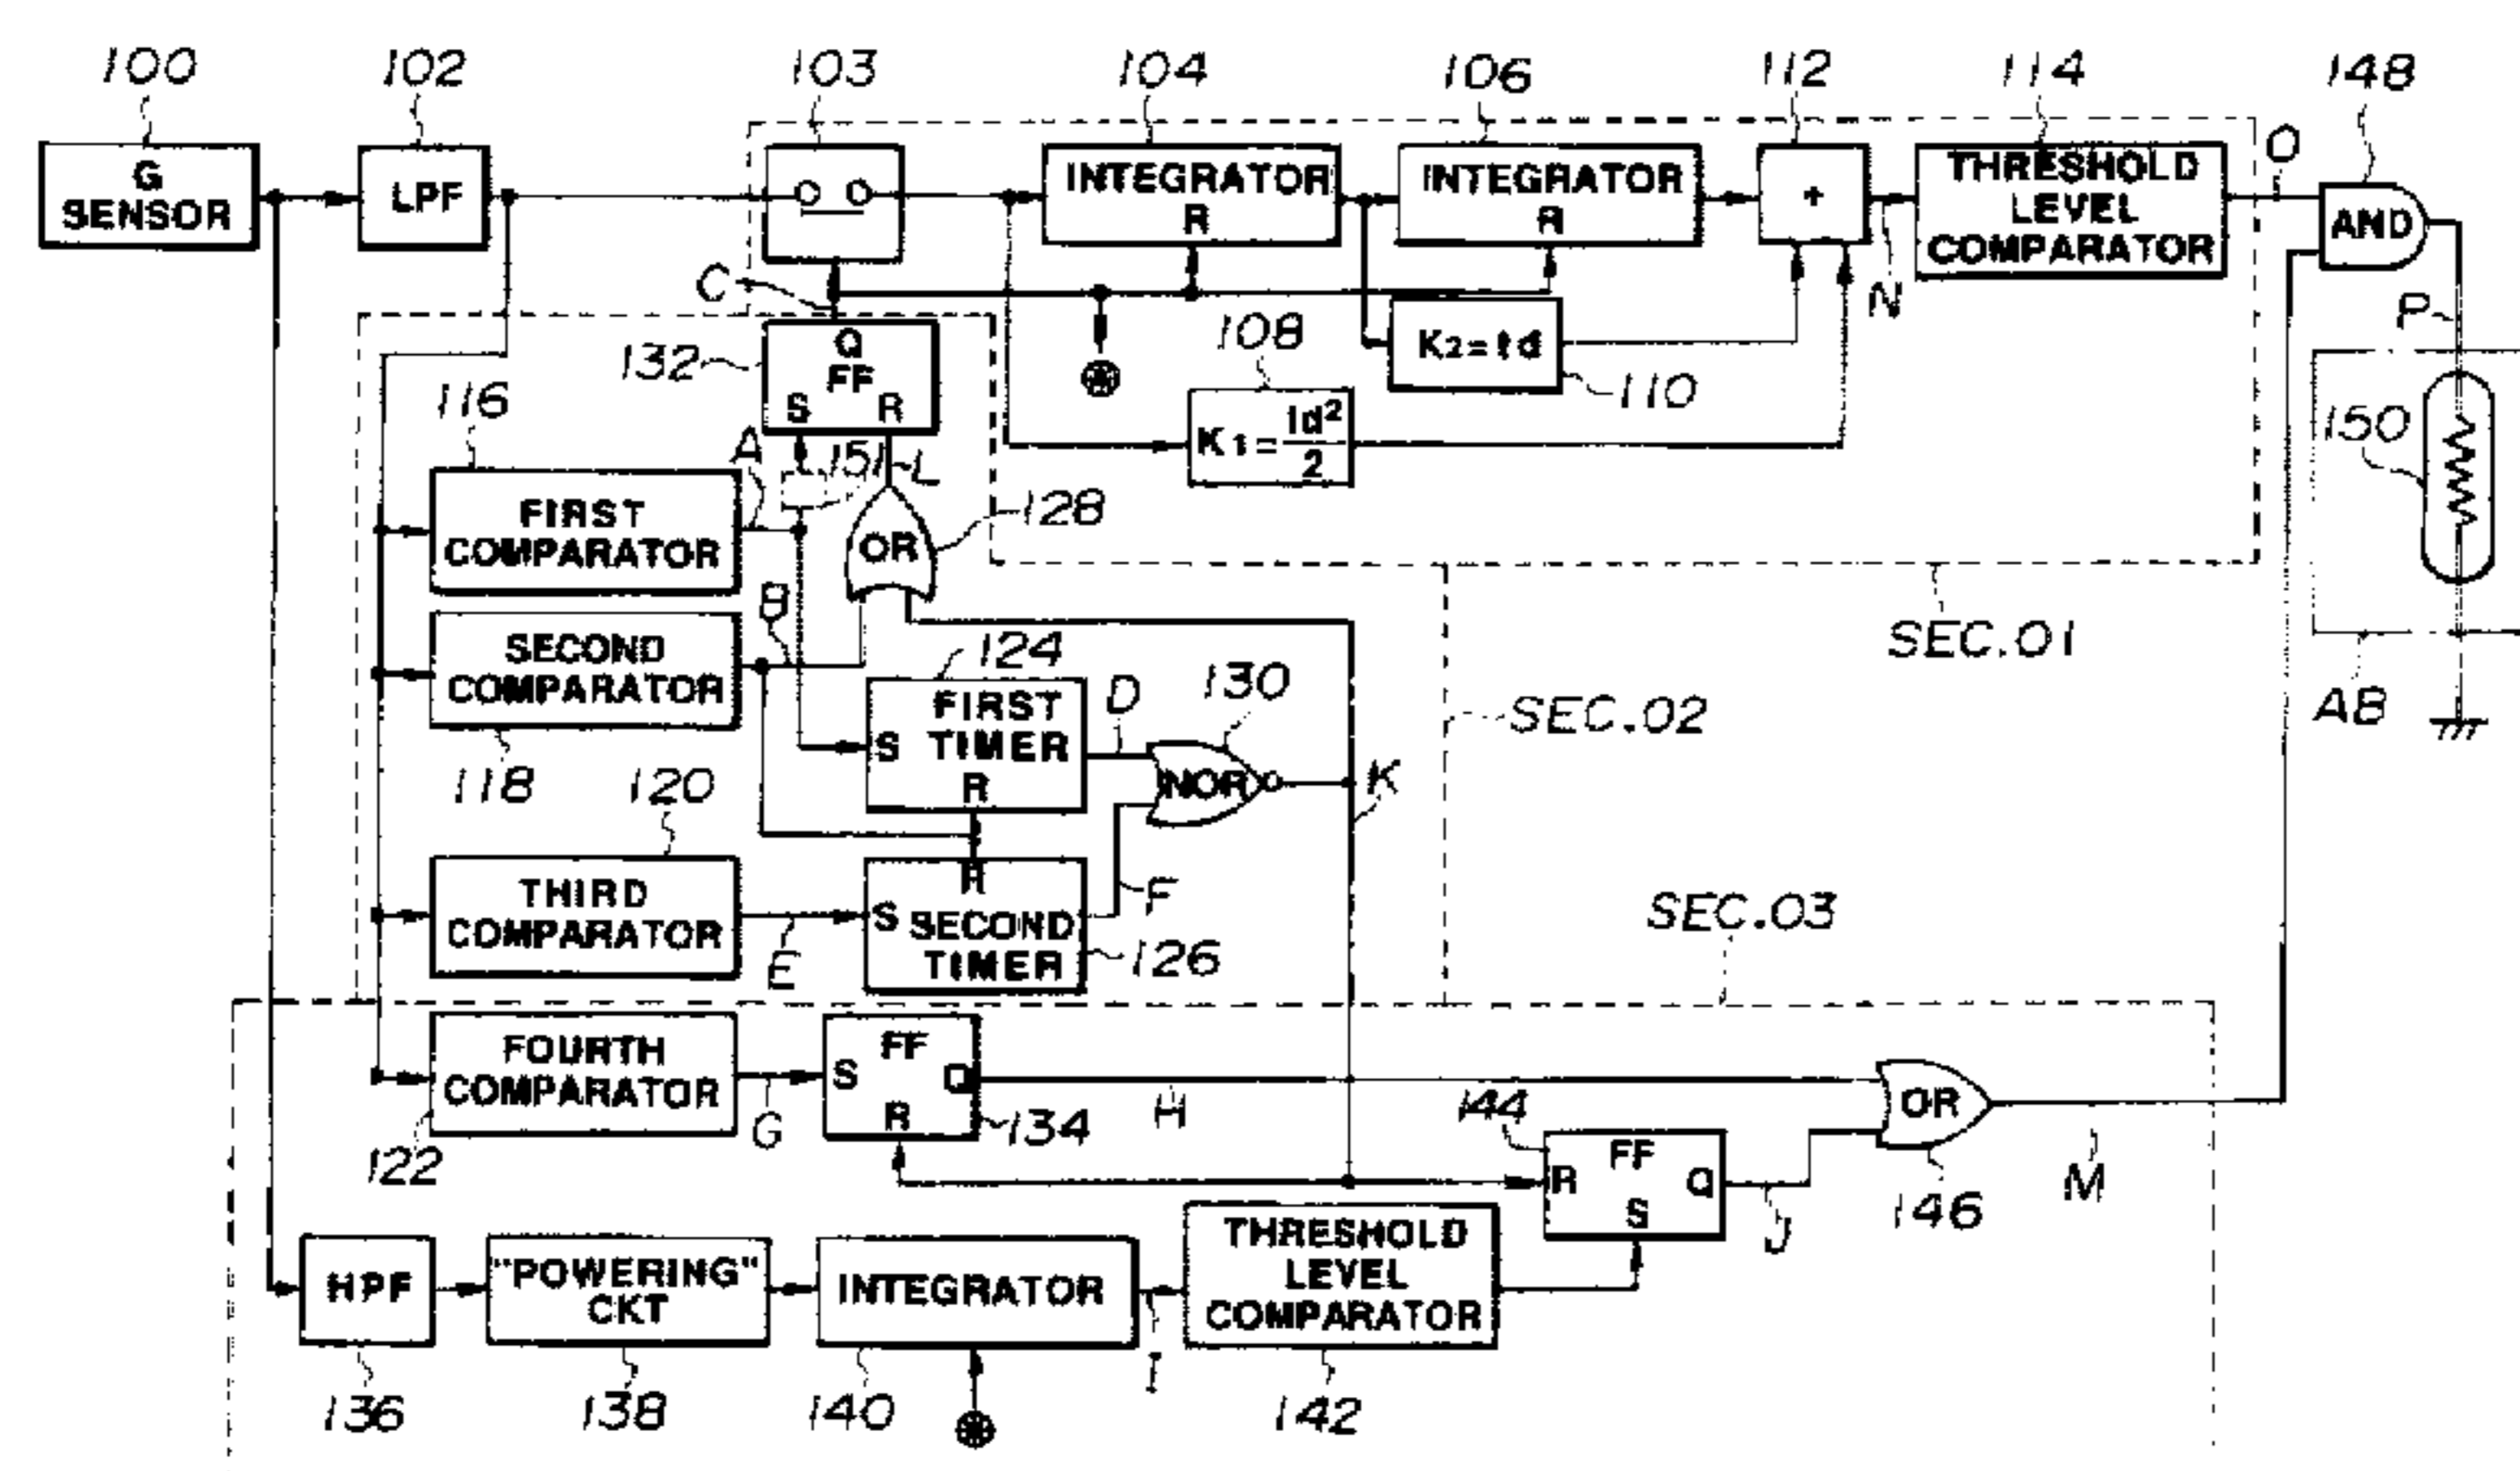 100
102
103
104
106
112
114
148
G
SENSOR
LPF
INTEGRATOR
R
INTEGRATOR
R
+
THRESHOLD
LEVEL
COMPARATOR
O
AND
C
N
P
132
Q
FF
S
R
108
K2=td
110
K1=td²/2
150
116
A
151
L
128
FIRST
COMPARATOR
OR
B
SECOND
COMPARATOR
124
FIRST
TIMER
S
R
D
130
NOR
K
SEC.01
SEC.02
AB
118
120
THIRD
COMPARATOR
E
R
S
SECOND
TIMER
F
126
SEC.03
FOURTH
COMPARATOR
122
G
FF
S
Q
R
134
H
144
FF
R
Q
S
J
OR
146
M
HPF
"POWERING"
CKT
INTEGRATOR
I
THRESHOLD
LEVEL
COMPARATOR
136
138
140
142